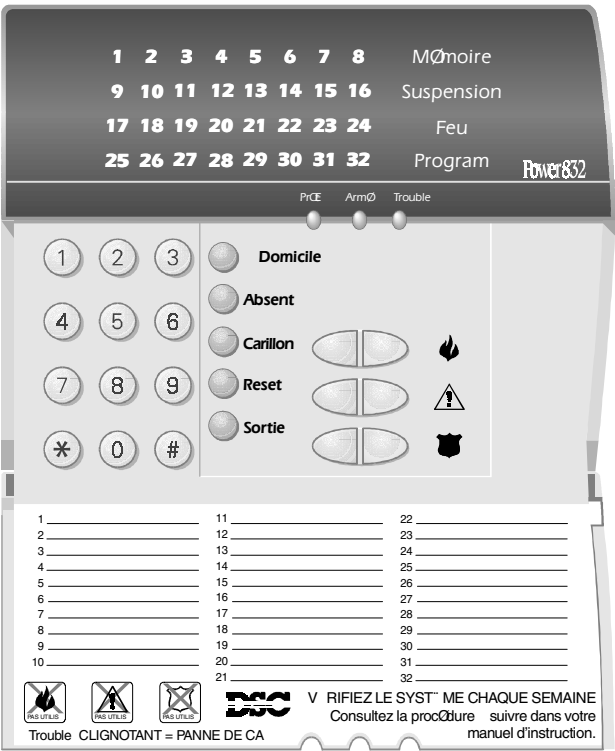 1 2 3 4 5 6 7 8 MØmoire
9 10 11 12 13 14 15 16 Suspension
17 18 19 20 21 22 23 24 Feu
25 26 27 28 29 30 31 32 Program
Power832
PrŒ ArmØ Trouble
1 2 3 Domicile
Absent
4 5 6 Carillon
7 8 9 Reset
* 0 # Sortie
1 11 22
2 12 23
3 13 24
4 14 25
5 15 26
6 16 27
7 17 28
8 18 29
9 19 30
10 20 31
21 32
PAS UTILIS PAS UTILIS PAS UTILIS
DSC
V RIFIEZ LE SYST¨ ME CHAQUE SEMAINE
Consultez la procØdure suivre dans votre
manuel d'instruction.
Trouble CLIGNOTANT = PANNE DE CA